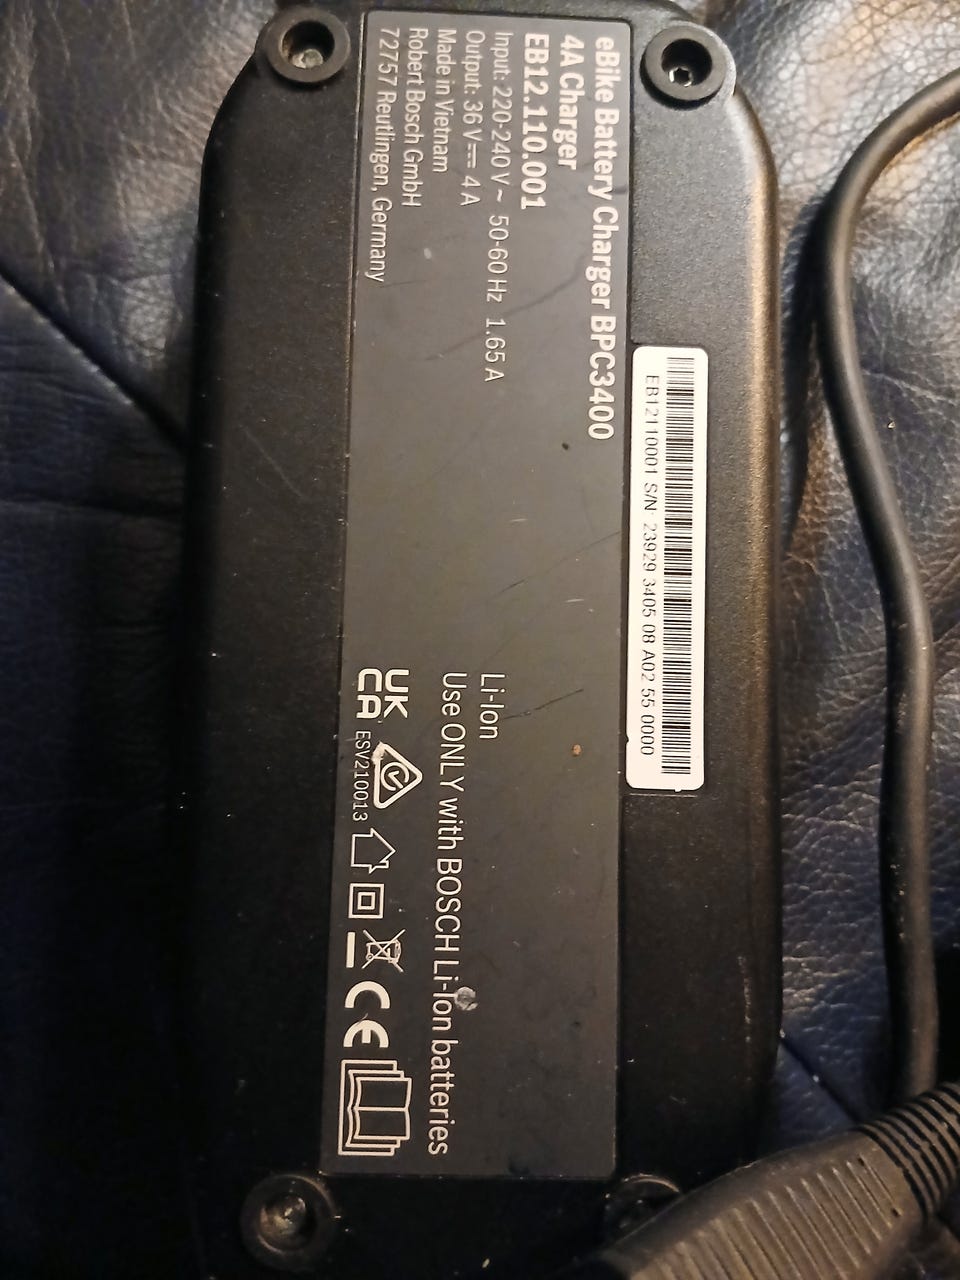 eBike Battery Charger BPC3400
4A Charger
EB12.110.001
Input: 220-240 V ~ 50-60 Hz 1.65 A
Output: 36 V⎓ 4 A
Made in Vietnam
Robert Bosch GmbH
72757 Reutlingen, Germany
EB12110001 S/N 23929 3405 08 A02 55 0000
Li-Ion
Use ONLY with BOSCH Li-Ion batteries
UK
CA
ESV210013
CE